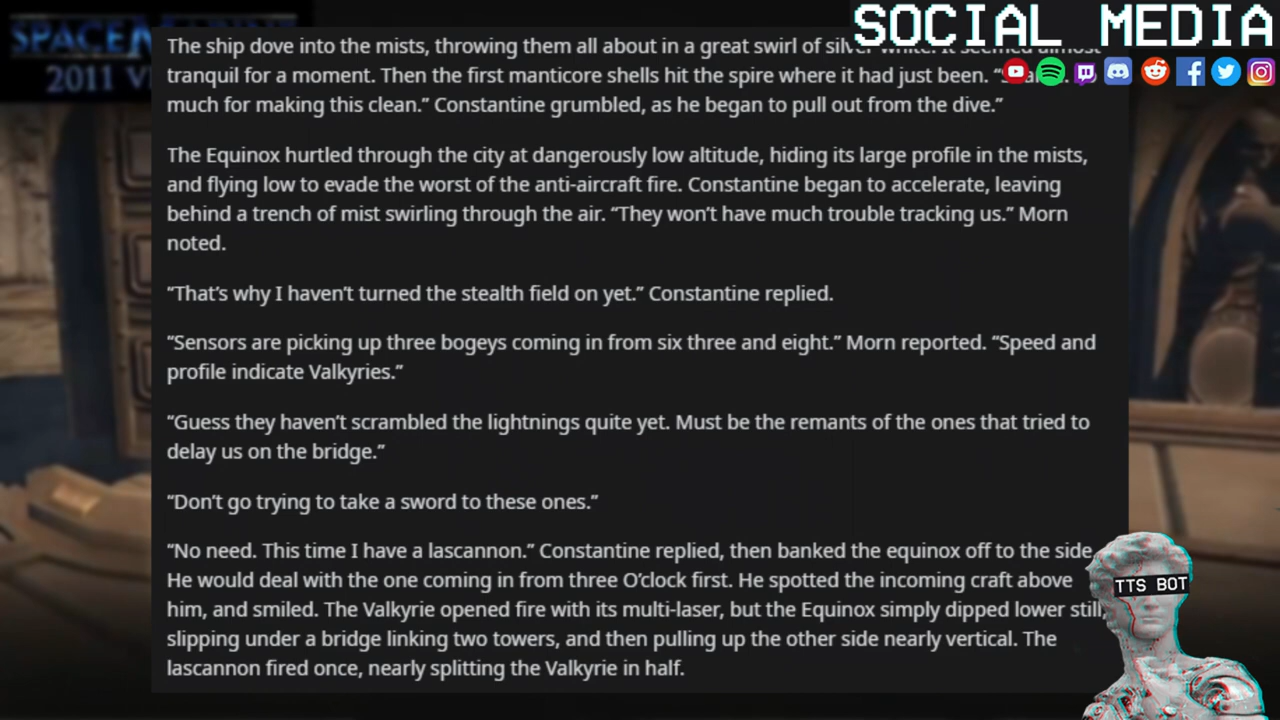 SOCIAL MEDIA
SPACE
2011
The ship dove into the mists, throwing them all about in a great swirl of silver white. It seemed almost
tranquil for a moment. Then the first manticore shells hit the spire where it had just been.
much for making this clean.” Constantine grumbled, as he began to pull out from the dive.”
The Equinox hurtled through the city at dangerously low altitude, hiding its large profile in the mists,
and flying low to evade the worst of the anti-aircraft fire. Constantine began to accelerate, leaving
behind a trench of mist swirling through the air. “They won’t have much trouble tracking us.” Morn
noted.
“That’s why I haven’t turned the stealth field on yet.” Constantine replied.
“Sensors are picking up three bogeys coming in from six three and eight.” Morn reported. “Speed and
profile indicate Valkyries.”
“Guess they haven’t scrambled the lightnings quite yet. Must be the remants of the ones that tried to
delay us on the bridge.”
“Don’t go trying to take a sword to these ones.”
“No need. This time I have a lascannon.” Constantine replied, then banked the equinox off to the side.
He would deal with the one coming in from three O’clock first. He spotted the incoming craft above
him, and smiled. The Valkyrie opened fire with its multi-laser, but the Equinox simply dipped lower still,
slipping under a bridge linking two towers, and then pulling up the other side nearly vertical. The
lascannon fired once, nearly splitting the Valkyrie in half.
TTS BOT